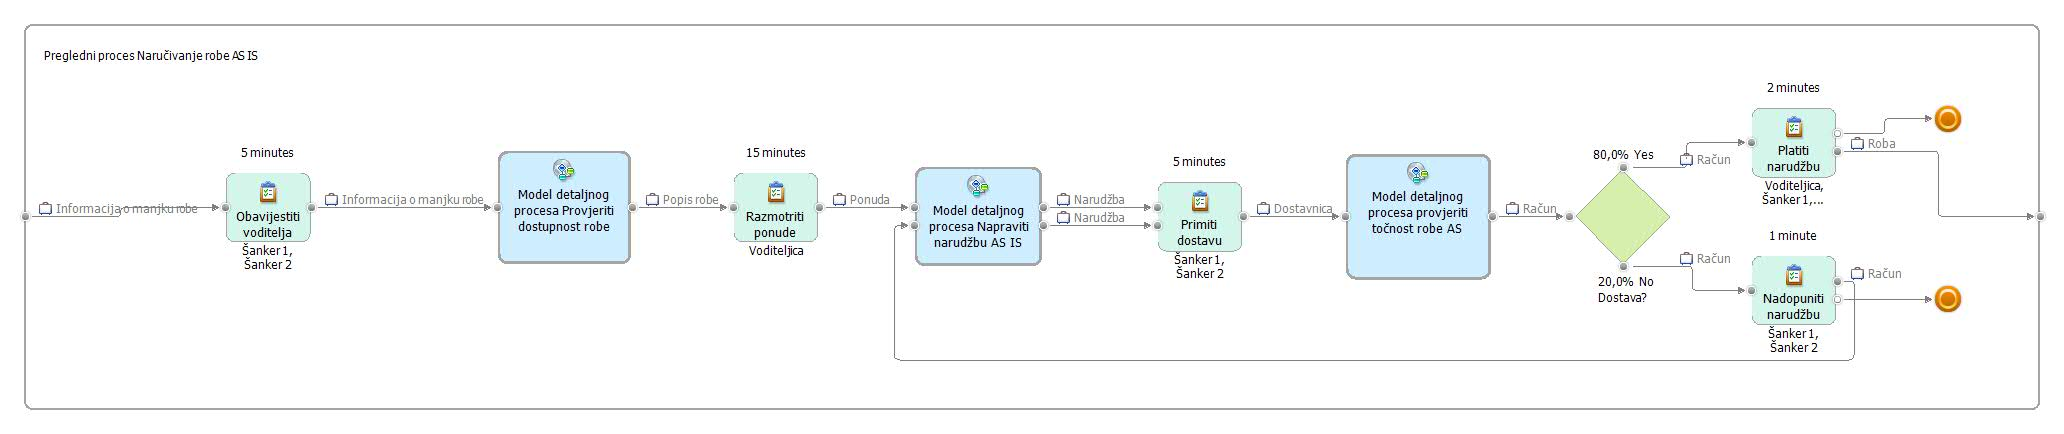 Pregledni proces Naručivanje robe AS IS
Informacija o manjku robe
5 minutes
Obavijestiti
voditelja
Šanker 1,
Šanker 2
Informacija o manjku robe
Model detaljnog
procesa Provjeriti
dostupnost robe
Popis robe
15 minutes
Razmotriti
ponude
Voditeljica
Ponuda
Model detaljnog
procesa Napraviti
narudžbu AS IS
Narudžba
Narudžba
5 minutes
Primiti
dostavu
Šanker 1,
Šanker 2
Dostavnica
Model detaljnog
procesa provjeriti
točnost robe AS
Račun
80,0% Yes
20,0% No
Dostava?
Račun
2 minutes
Platiti
narudžbu
Voditeljica,
Šanker 1,...
Roba
Račun
1 minute
Nadopuniti
narudžbu
Šanker 1,
Šanker 2
Račun